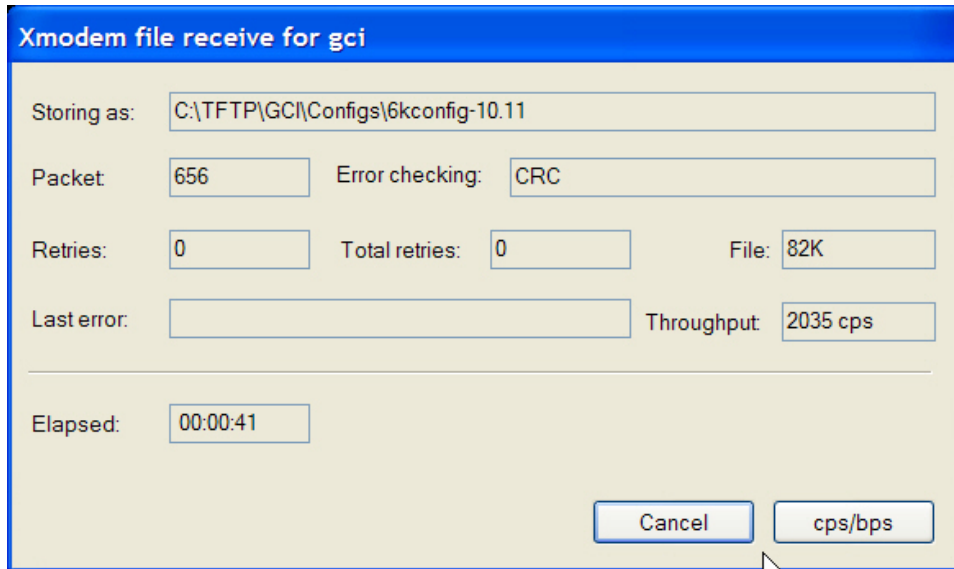 Xmodem file receive for gci
Storing as: C:\TFTP\GCI\Configs\6kconfig-10.11
Packet: 656 Error checking: CRC
Retries: 0 Total retries: 0 File: 82K
Last error: Throughput: 2035 cps
Elapsed: 00:00:41
Cancel cps/bps